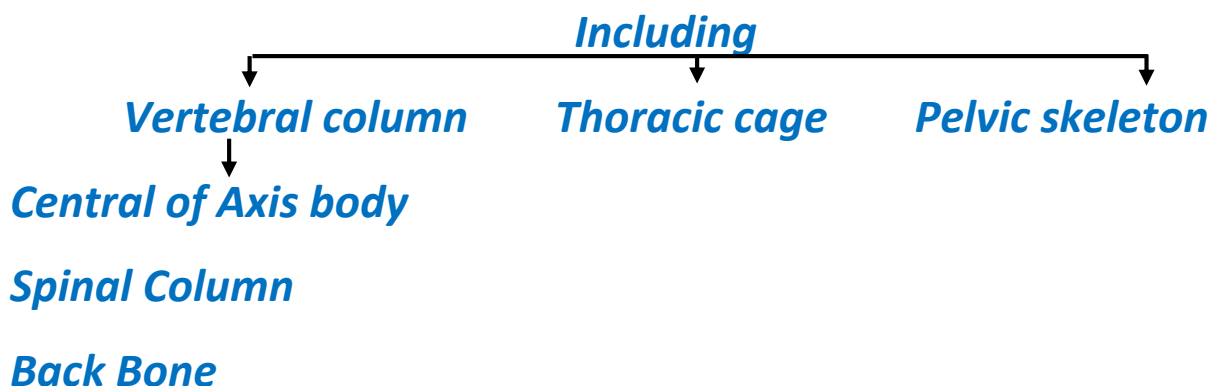 Including
Vertebral column Thoracic cage Pelvic skeleton
Central of Axis body
Spinal Column
Back Bone